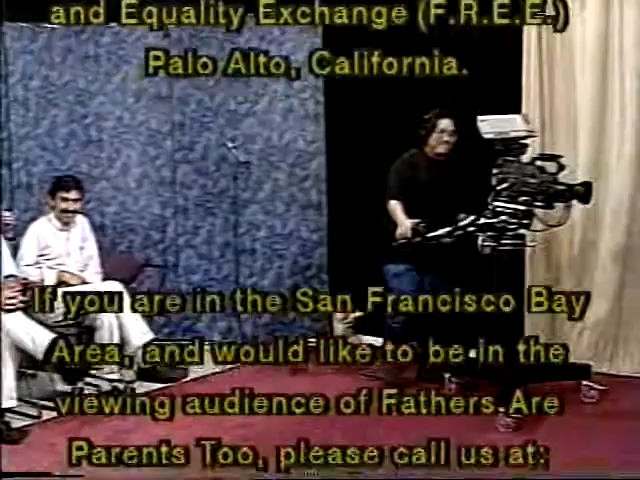 and Equality Exchange (F.R.E.E.)
Palo Alto, California.
If you are in the San Francisco Bay
Area, and would like to be in the
viewing audience of Fathers Are
Parents Too, please call us at: